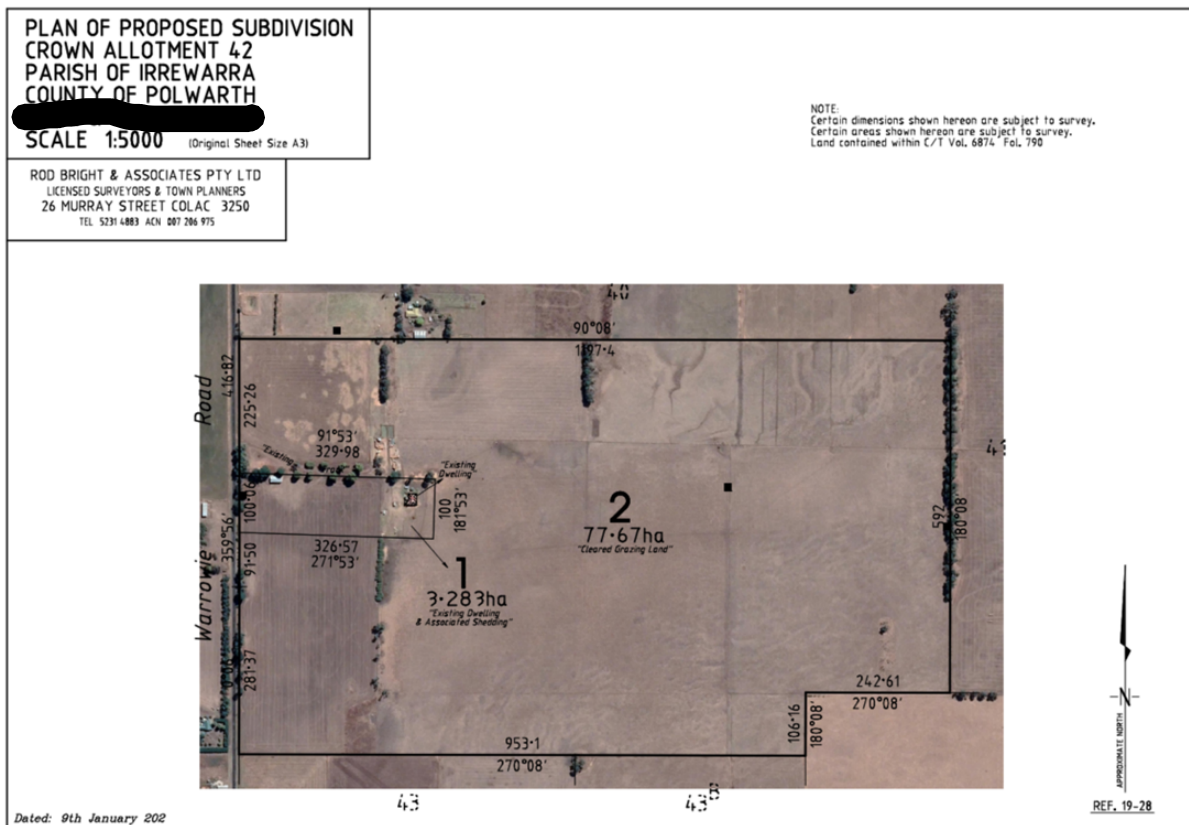 PLAN OF PROPOSED SUBDIVISION
CROWN ALLOTMENT 42
PARISH OF IRREWARRA
COUNTY OF POLWARTH
SCALE 1:5000 (Original Sheet Size A3)
ROD BRIGHT & ASSOCIATES PTY LTD
LICENSED SURVEYORS & TOWN PLANNERS
26 MURRAY STREET COLAC 3250
TEL 5231 4883 ACN 007 206 975
NOTE:
Certain dimensions shown hereon are subject to survey.
Certain areas shown hereon are subject to survey.
Land contained within C/T Vol. 6874 Fol. 790
90°08'
1197·4
416·82
Road
225·26
91°53'
329·98
"Existing
"Existing
Dwelling"
100·06
100
181°53'
2
77·67ha
"Cleared Grazing Land"
592
180°08'
359°56'
91·50
326·57
271°53'
1
3·283ha
"Existing Dwelling
& Associated Shedding"
Warrowie
281·37
242·61
270°08'
106·16
180°08'
953·1
270°08'
43
43
APPROXIMATE NORTH
N
REF. 19-28
Dated: 9th January 202